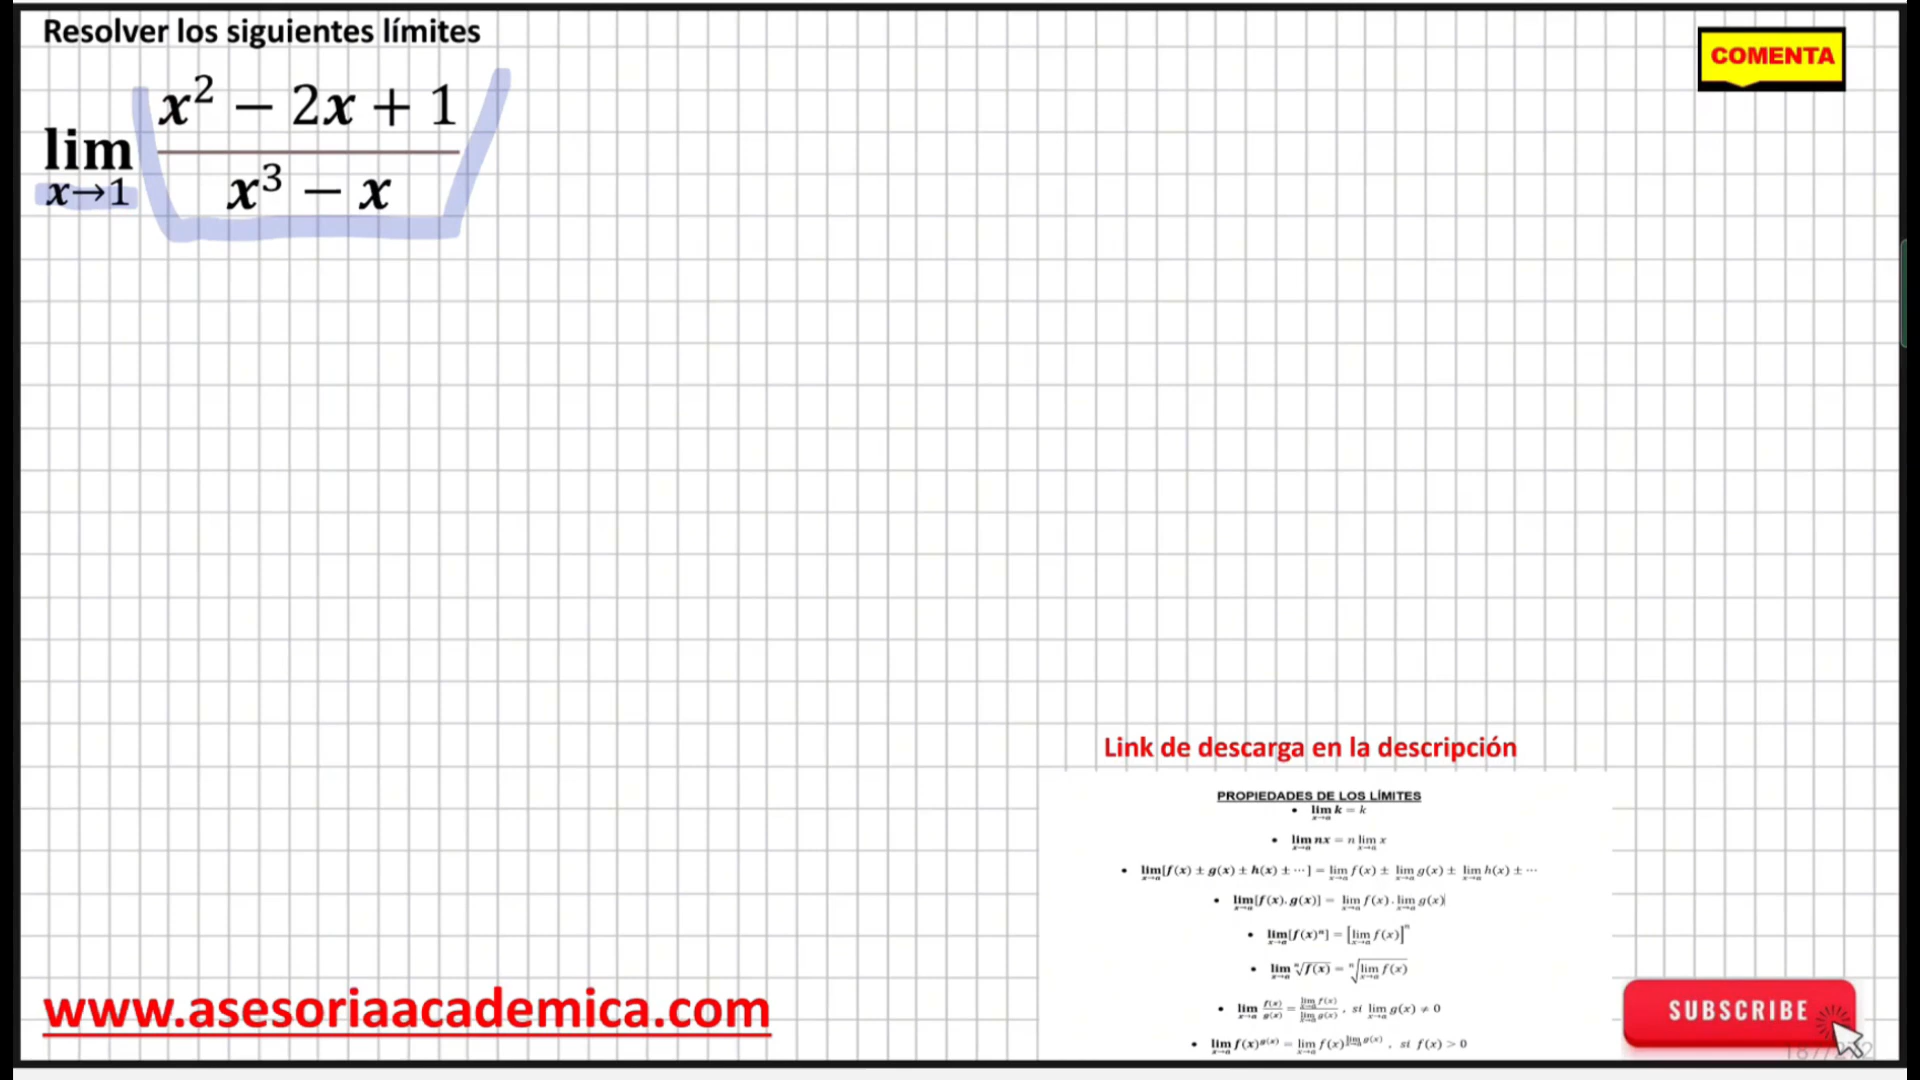 Resolver los siguientes límites
COMENTA
lim x→1 (x² − 2x + 1)/(x³ − x)
Link de descarga en la descripción
PROPIEDADES DE LOS LÍMITES
• lim x→a k = k
• lim x→a nx = n lim x→a x
• lim x→a [f(x) ± g(x) ± h(x) ± ⋯] = lim x→a f(x) ± lim x→a g(x) ± lim x→a h(x) ± ⋯
• lim x→a [f(x). g(x)] = lim x→a f(x). lim x→a g(x)
• lim x→a [f(x)ⁿ] = [lim x→a f(x)]ⁿ
• lim x→a ⁿ√f(x) = ⁿ√lim x→a f(x)
• lim x→a f(x)/g(x) = lim x→a f(x)/lim x→a g(x) , si lim x→a g(x) ≠ 0
• lim x→a f(x)^g(x) = lim x→a f(x)^lim x→a g(x) , si f(x) > 0
www.asesoriaacademica.com
SUBSCRIBE